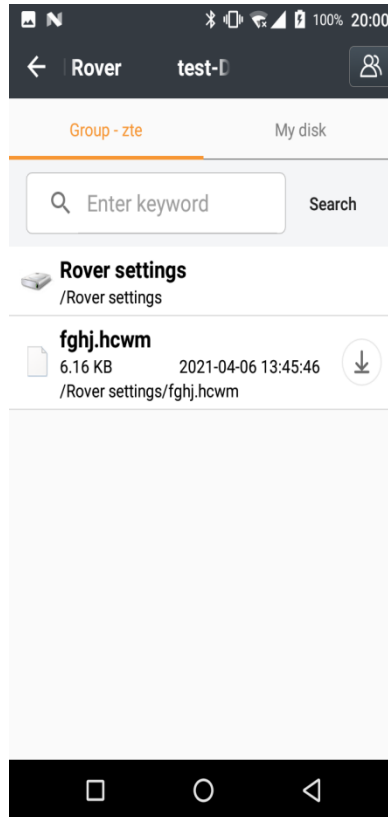 100% 20:00
Rover test-D
Group - zte My disk
Enter keyword Search
Rover settings
/Rover settings
fghj.hcwm
6.16 KB 2021-04-06 13:45:46
/Rover settings/fghj.hcwm